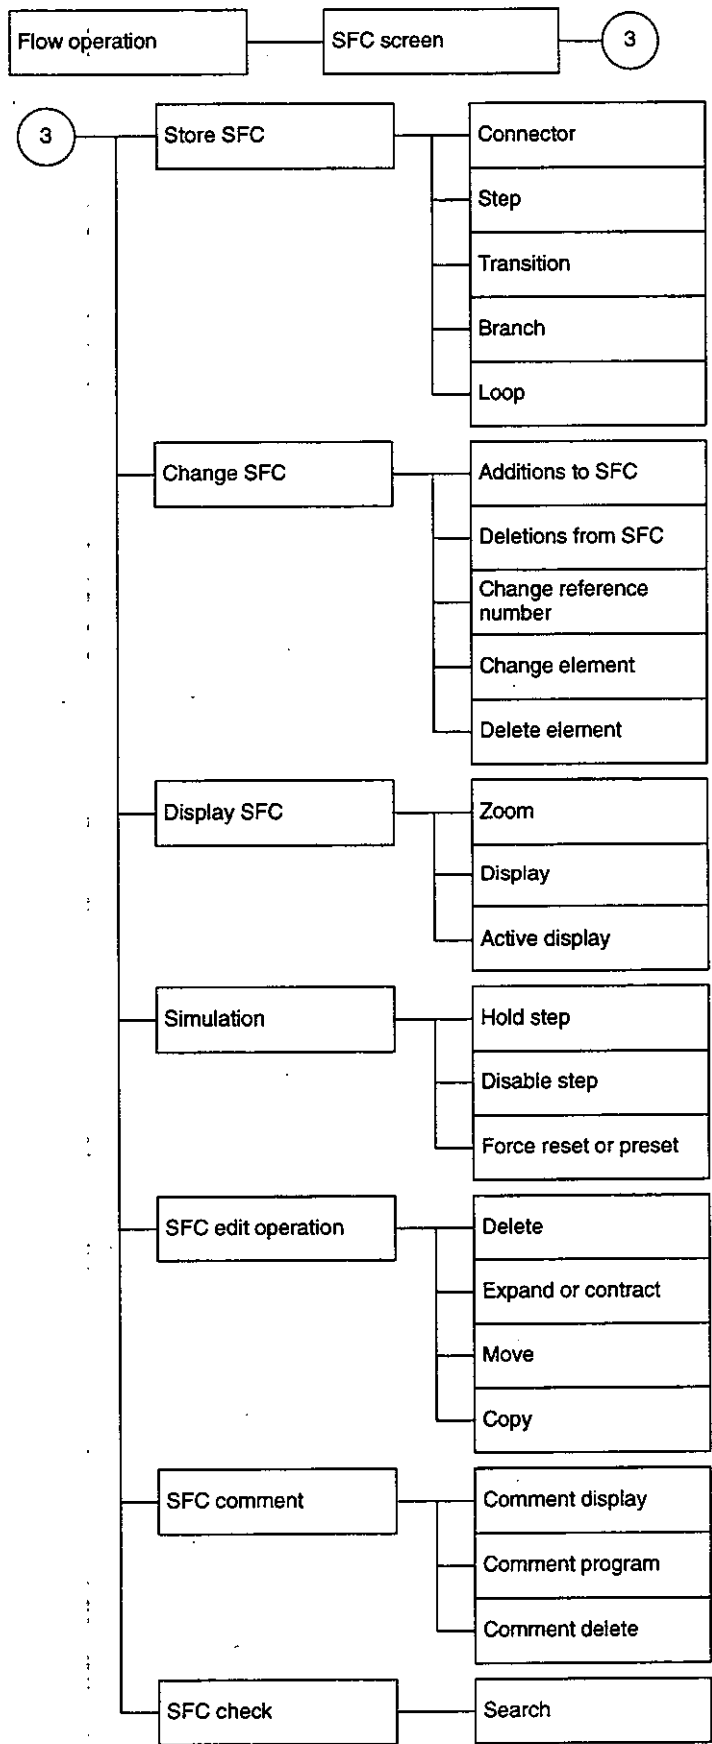 Flow operation
SFC screen
3
3
Store SFC
Connector
Step
Transition
Branch
Loop
Change SFC
Additions to SFC
Deletions from SFC
Change reference
number
Change element
Delete element
Display SFC
Zoom
Display
Active display
Simulation
Hold step
Disable step
Force reset or preset
SFC edit operation
Delete
Expand or contract
Move
Copy
SFC comment
Comment display
Comment program
Comment delete
SFC check
Search